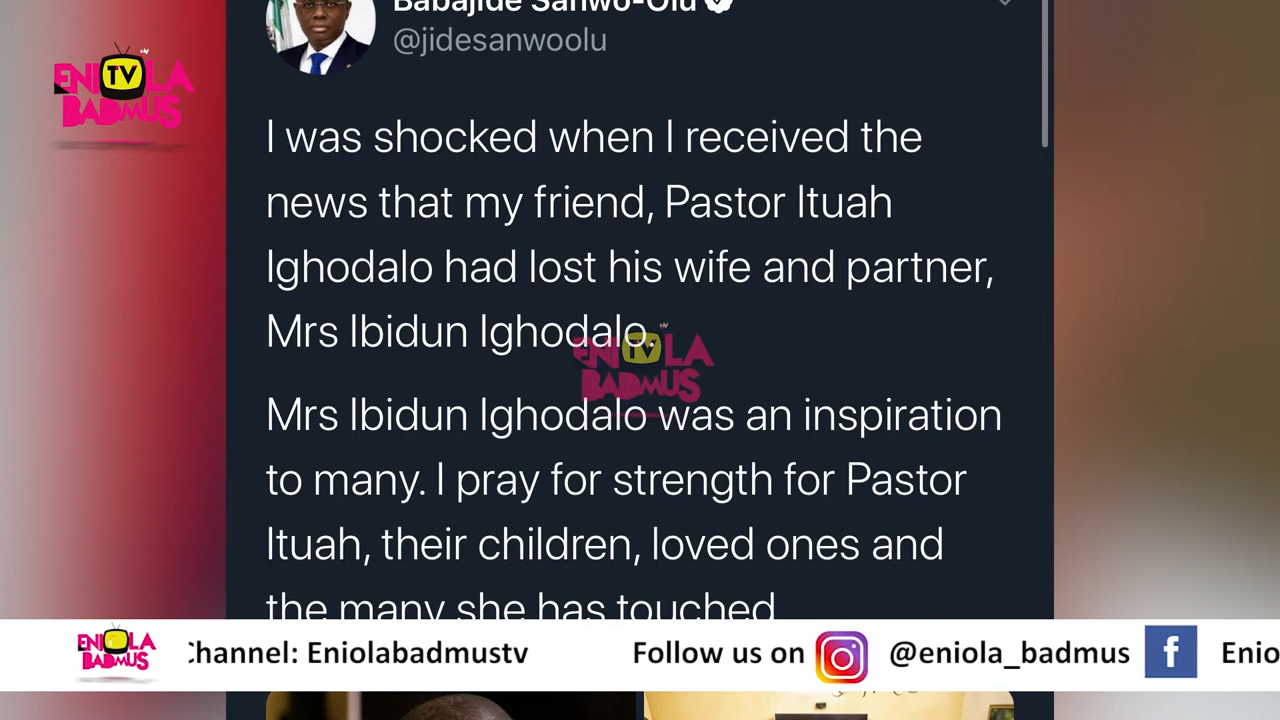 Babajide Sanwo-Olu
@jidesanwoolu
ENIOLA TV
BADMUS
I was shocked when I received the
news that my friend, Pastor Ituah
Ighodalo had lost his wife and partner,
Mrs Ibidun Ighodalo.
ENIOLA TV
BADMUS
Mrs Ibidun Ighodalo was an inspiration
to many. I pray for strength for Pastor
Ituah, their children, loved ones and
the many she has touched
ENIOLA
BADMUS
Channel: Eniolabadmustv Follow us on @eniola_badmus f Enio